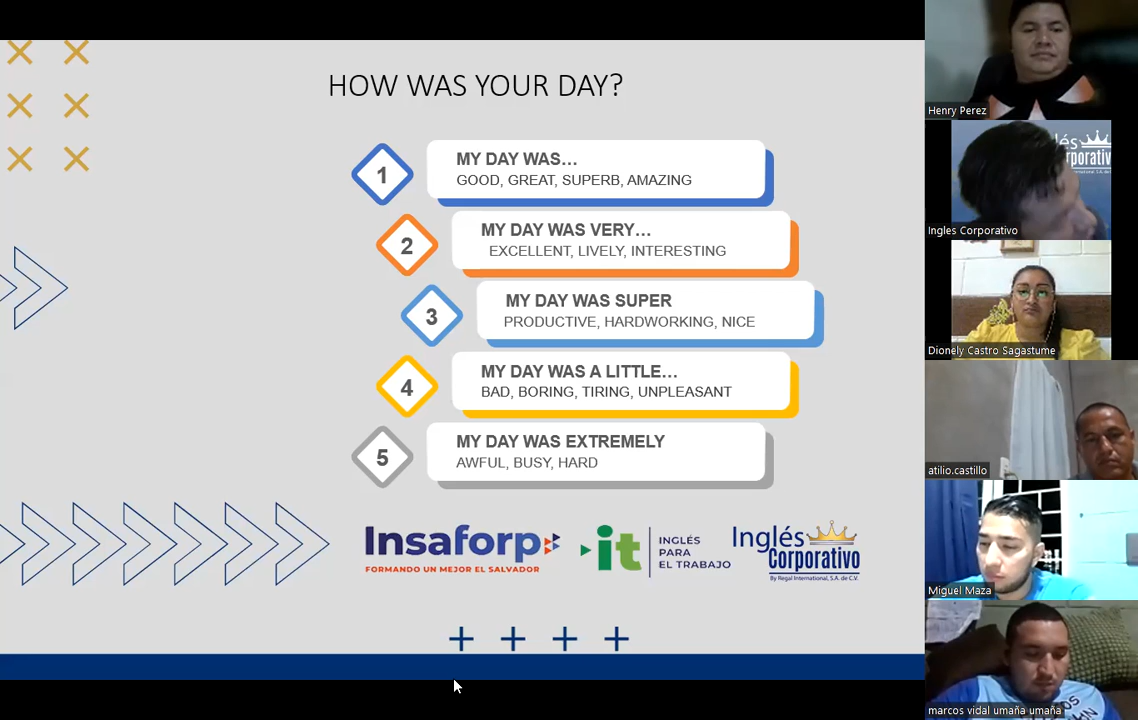 HOW WAS YOUR DAY?
1
MY DAY WAS...
GOOD, GREAT, SUPERB, AMAZING
2
MY DAY WAS VERY...
EXCELLENT, LIVELY, INTERESTING
3
MY DAY WAS SUPER
PRODUCTIVE, HARDWORKING, NICE
4
MY DAY WAS A LITTLE...
BAD, BORING, TIRING, UNPLEASANT
5
MY DAY WAS EXTREMELY
AWFUL, BUSY, HARD
Insaforp
FORMANDO UN MEJOR EL SALVADOR
it
INGLÉS
PARA
EL TRABAJO
Inglés
Corporativo
By Regal International, S.A. de C.V.
Henry Perez
Ingles Corporativo
Dionely Castro Sagastume
atilio.castillo
Miguel Maza
marcos vidal umaña umaña